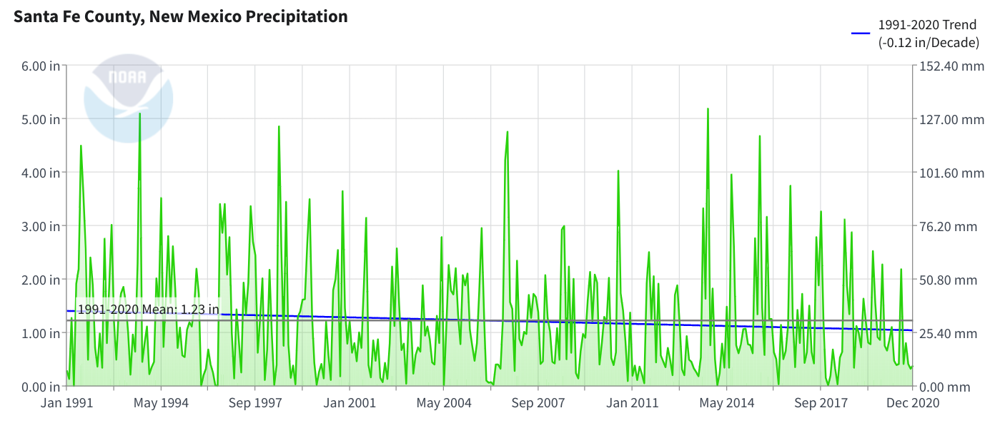 Santa Fe County, New Mexico Precipitation
1991-2020 Trend
(-0.12 in/Decade)
6.00 in
152.40 mm
NOAA
5.00 in
127.00 mm
4.00 in
101.60 mm
3.00 in
76.20 mm
2.00 in
50.80 mm
1991-2020 Mean: 1.23 in
1.00 in
25.40 mm
0.00 in
0.00 mm
Jan 1991
May 1994
Sep 1997
Jan 2001
May 2004
Sep 2007
Jan 2011
May 2014
Sep 2017
Dec 2020